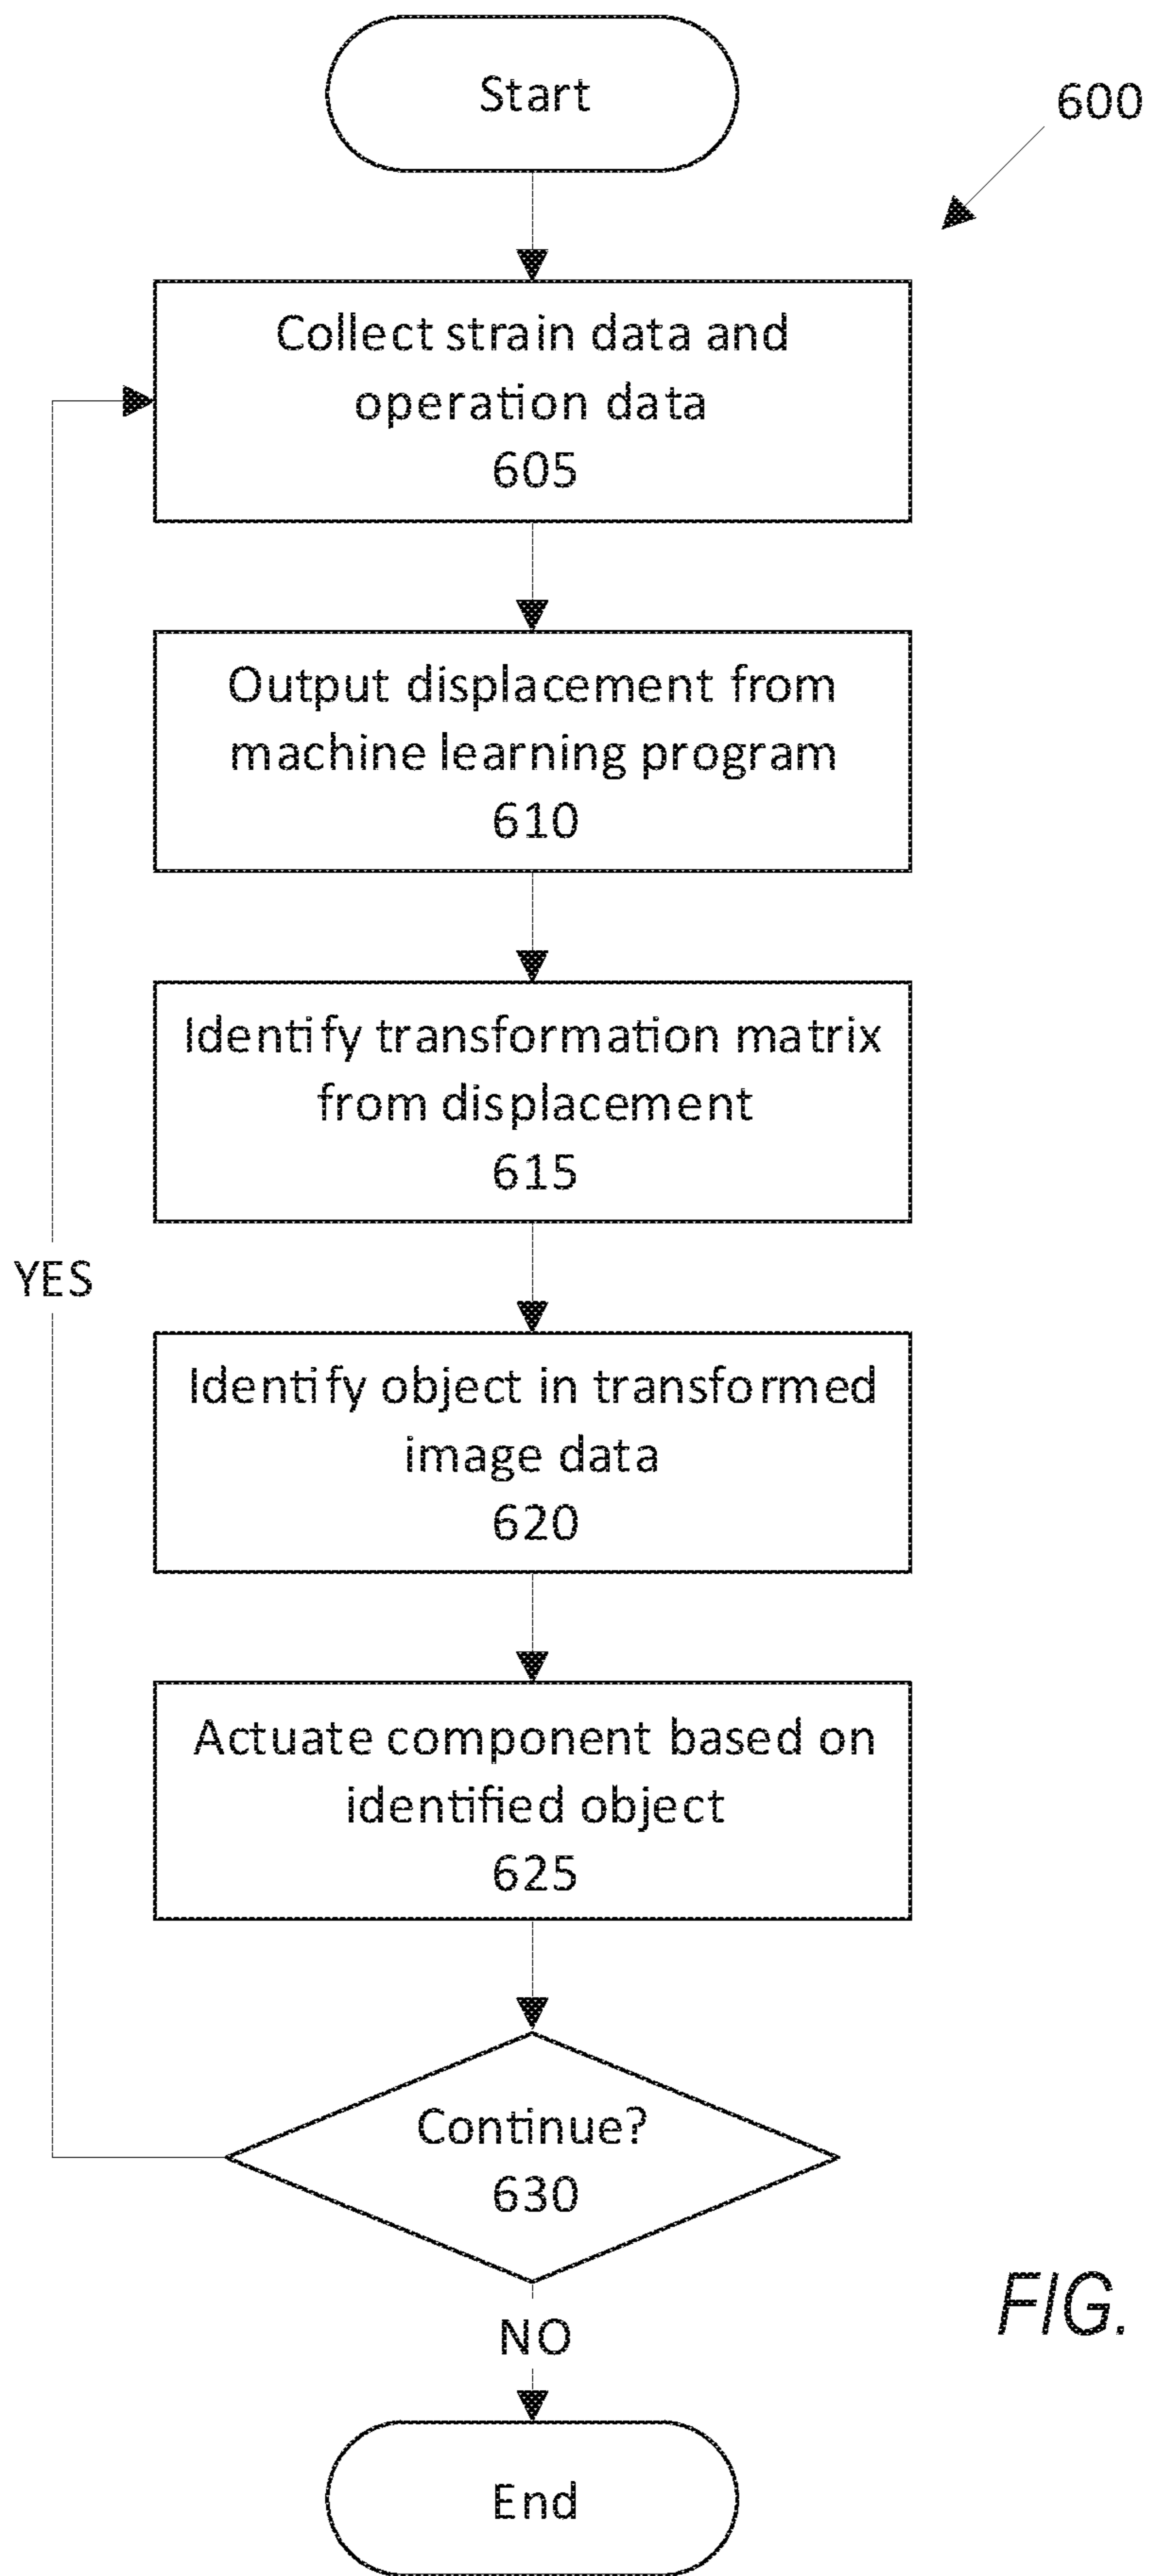 Start
600
Collect strain data and
operation data
605
Output displacement from
machine learning program
610
Identify transformation matrix
from displacement
615
YES
Identify object in transformed
image data
620
Actuate component based on
identified object
625
Continue?
630
FIG.
NO
End